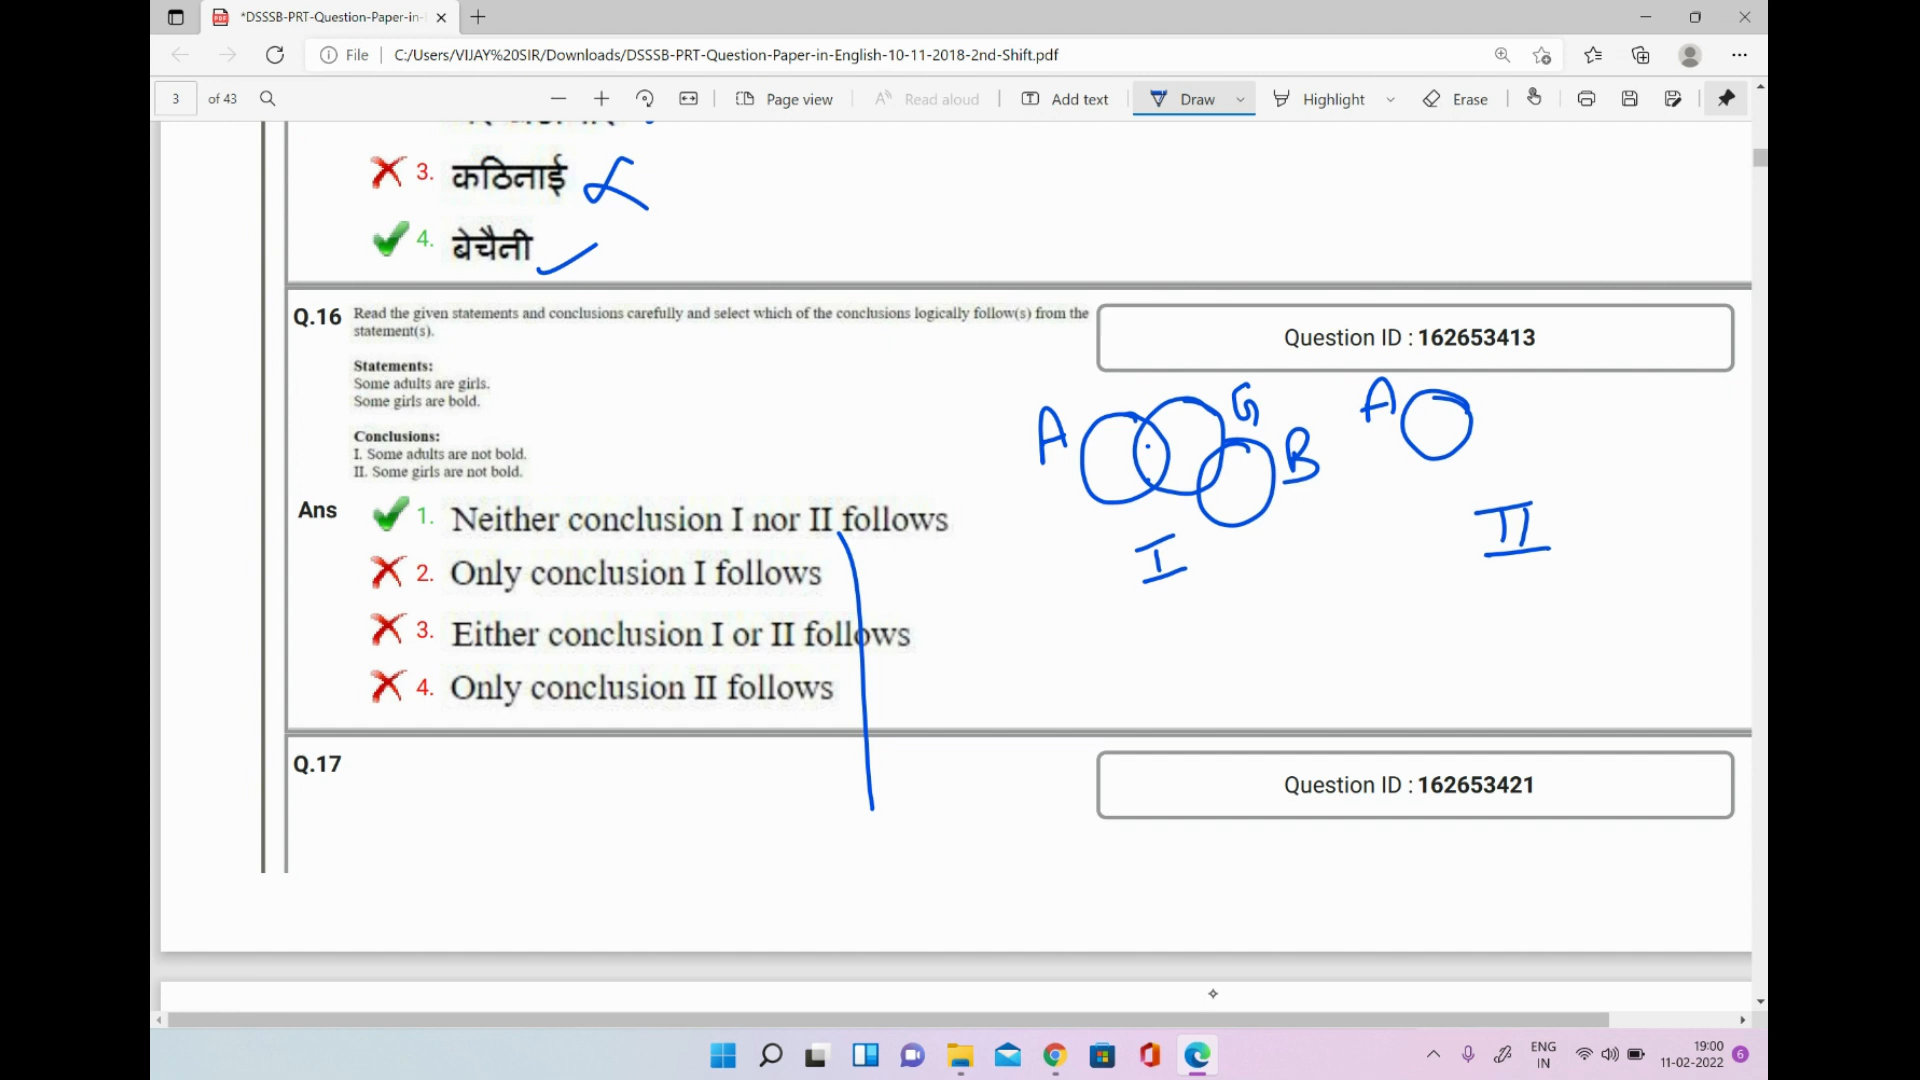 *DSSSB-PRT-Question-Paper-in-
File
C:/Users/VIJAY%20SIR/Downloads/DSSSB-PRT-Question-Paper-in-English-10-11-2018-2nd-Shift.pdf
3 of 43
Page view
Read aloud
Add text
Draw
Highlight
Erase
3. कठिनाई
4. बेचैनी
Q.16 Read the given statements and conclusions carefully and select which of the conclusions logically follow(s) from the
statement(s).
Question ID : 162653413
Statements:
Some adults are girls.
Some girls are bold.
Conclusions:
I. Some adults are not bold.
II. Some girls are not bold.
A G B A
I II
Ans 1. Neither conclusion I nor II follows
2. Only conclusion I follows
3. Either conclusion I or II follows
4. Only conclusion II follows
Q.17
Question ID : 162653421
ENG
IN
19:00
11-02-2022
6